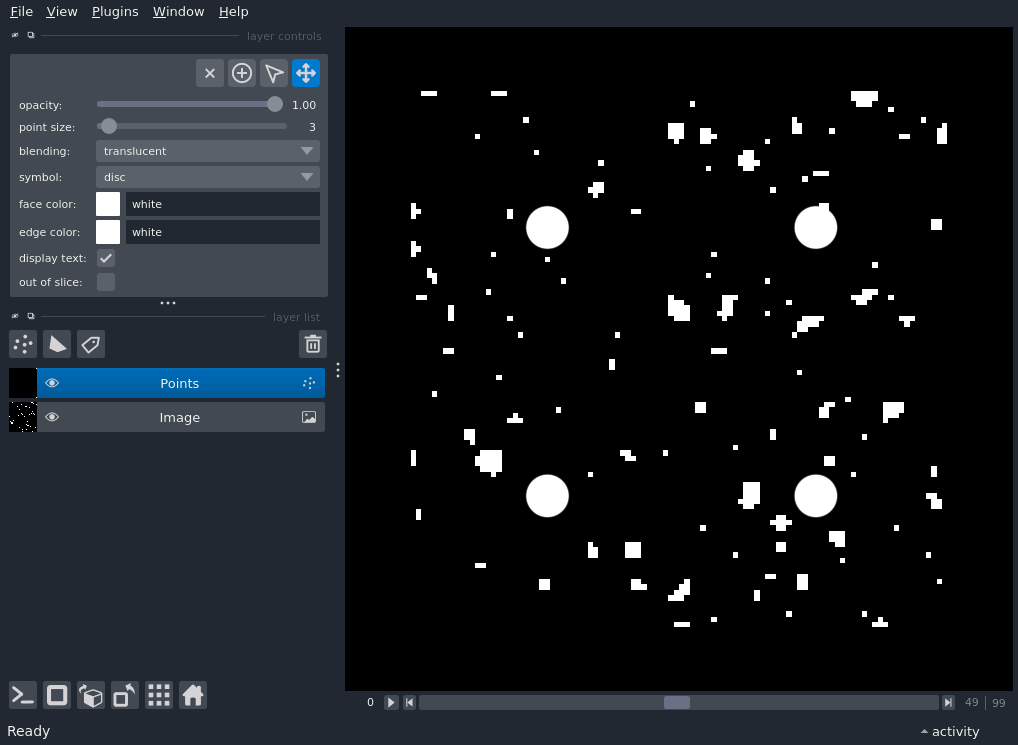 File View Plugins Window Help
layer controls
opacity: 1.00
point size: 3
blending: translucent
symbol: disc
face color: white
edge color: white
display text:
out of slice:
layer list
Points
Image
0 49 99
Ready activity